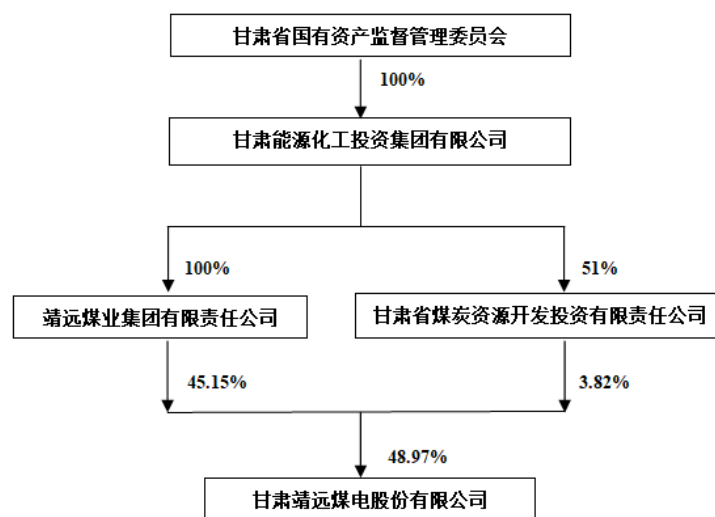 甘肃省国有资产监督管理委员会
100%
甘肃能源化工投资集团有限公司
100%
51%
靖远煤业集团有限责任公司
甘肃省煤炭资源开发投资有限责任公司
45.15%
3.82%
48.97%
甘肃靖远煤电股份有限公司